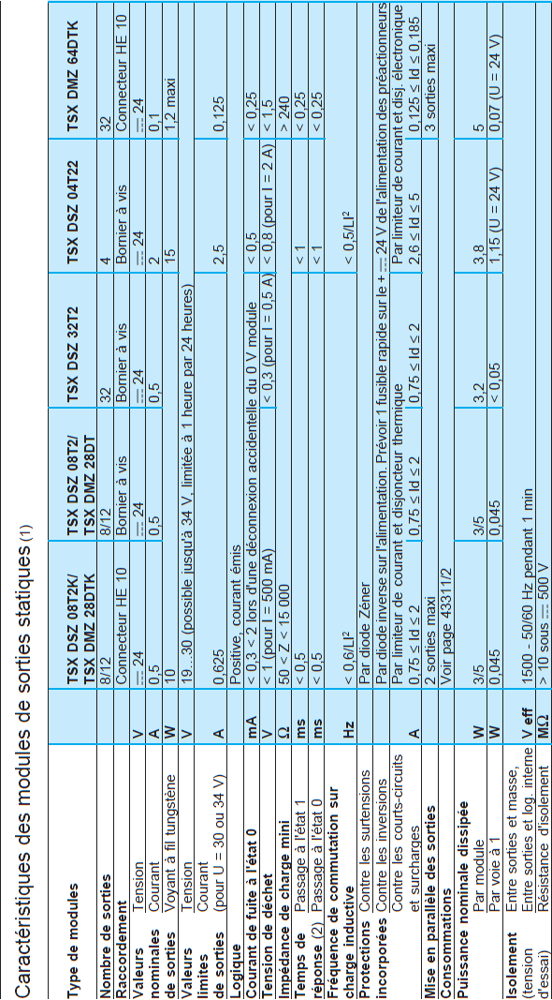 Caractéristiques des modules de sorties statiques (1)
Type de modules TSX DSZ 08T2K/ TSX DSZ 08T2/ TSX DSZ 32T2 TSX DSZ 04T22 TSX DMZ 64DTK
TSX DMZ 28DTK TSX DMZ 28DT
Nombre de sorties 8/12 8/12 32 4 32
Raccordement Connecteur HE 10 Bornier à vis Bornier à vis Bornier à vis Connecteur HE 10
Valeurs Tension V ⎓ 24 ⎓ 24 ⎓ 24 ⎓ 24 ⎓ 24
nominales Courant A 0,5 0,5 0,5 2 0,1
de sorties Voyant à fil tungstène W 10 15 1,2 maxi
Valeurs Tension V 19…30 (possible jusqu'à 34 V, limitée à 1 heure par 24 heures)
limites Courant
de sorties (pour U = 30 ou 34 V) A 0,625 2,5 0,125
Logique Positive, courant émis
Courant de fuite à l'état 0 mA < 0,3 < 2 lors d'une déconnexion accidentelle du 0 V module < 0,5 < 0,25
Tension de déchet V < 1 (pour I = 500 mA) < 0,3 (pour I = 0,5 A) < 0,8 (pour I = 2 A) < 1,5
Impédance de charge mini Ω 50 < Z < 15 000 > 240
Temps de Passage à l'état 1 ms < 0,5 < 1 < 0,25
réponse (2) Passage à l'état 0 ms < 0,5 < 1 < 0,25
Fréquence de commutation sur
charge inductive Hz < 0,6/LI² < 0,5/LI²
Protections Contre les surtensions Par diode Zéner
incorporées Contre les inversions Par diode inverse sur l'alimentation. Prévoir 1 fusible rapide sur le + ⎓ 24 V de l'alimentation des préactionneurs
Contre les courts-circuits Par limiteur de courant et disjoncteur thermique Par limiteur de courant et disj. électronique
et surcharges A 0,75 ≤ Id ≤ 2 0,75 ≤ Id ≤ 2 0,75 ≤ Id ≤ 2 2,6 ≤ Id ≤ 5 0,125 ≤ Id ≤ 0,185
Mise en parallèle des sorties 2 sorties maxi 3 sorties maxi
Consommations Voir page 43311/2
Puissance nominale dissipée
Par module W 3/5 3/5 3,2 3,8 5
Par voie à 1 W 0,045 0,045 < 0,05 1,15 (U = 24 V) 0,07 (U = 24 V)
Isolement Entre sorties et masse,
(tension Entre sorties et log. interne V eff 1500 - 50/60 Hz pendant 1 min
d'essai) Résistance d'isolement MΩ > 10 sous ⎓ 500 V